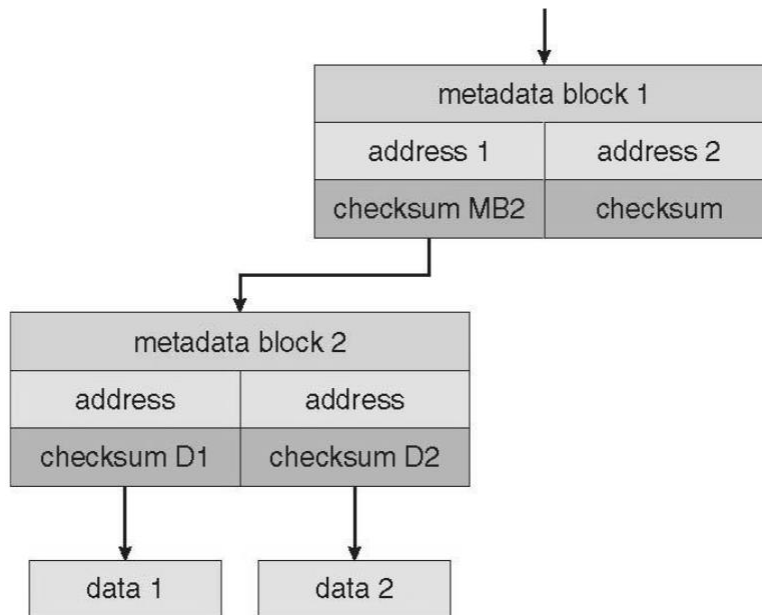 metadata block 1
address 1 address 2
checksum MB2 checksum
metadata block 2
address address
checksum D1 checksum D2
data 1 data 2